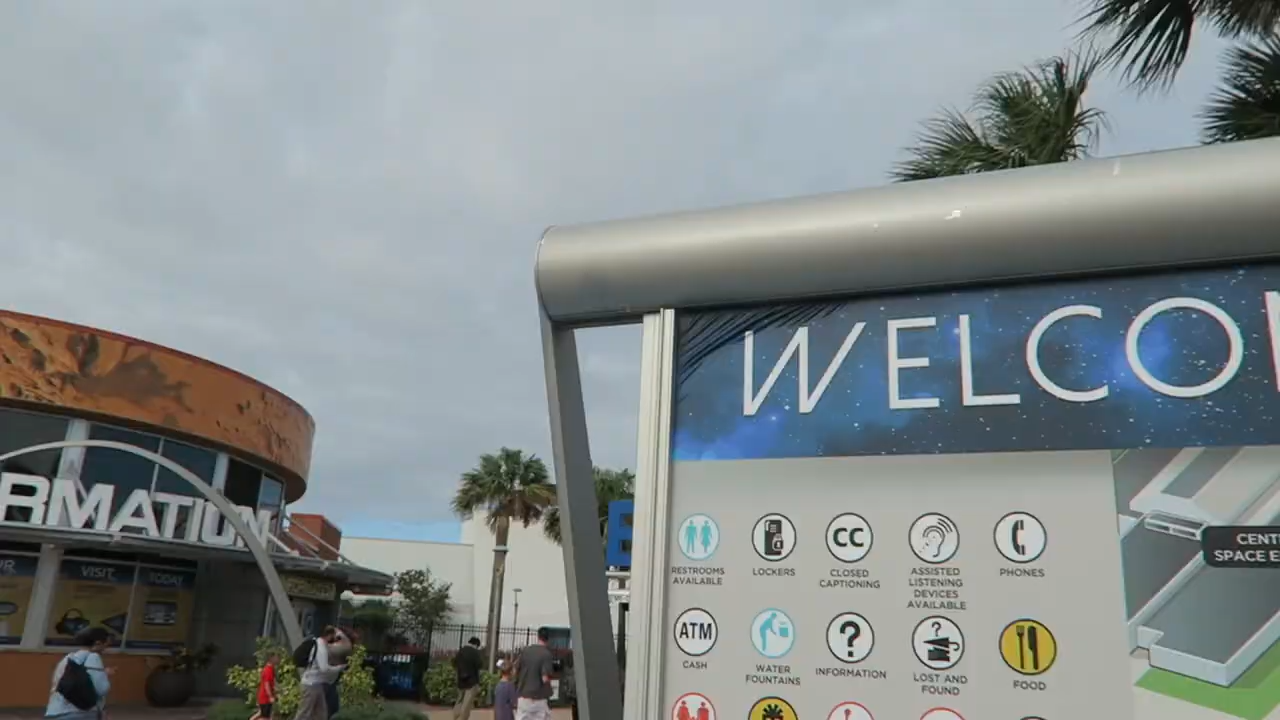 WELCO
RMATION
VISIT
TODAY
RESTROOMS
AVAILABLE
LOCKERS
CC
CLOSED
CAPTIONING
ASSISTED
LISTENING
DEVICES
AVAILABLE
PHONES
ATM
CASH
WATER
FOUNTAINS
?
INFORMATION
LOST AND
FOUND
FOOD
CENT
SPACE E